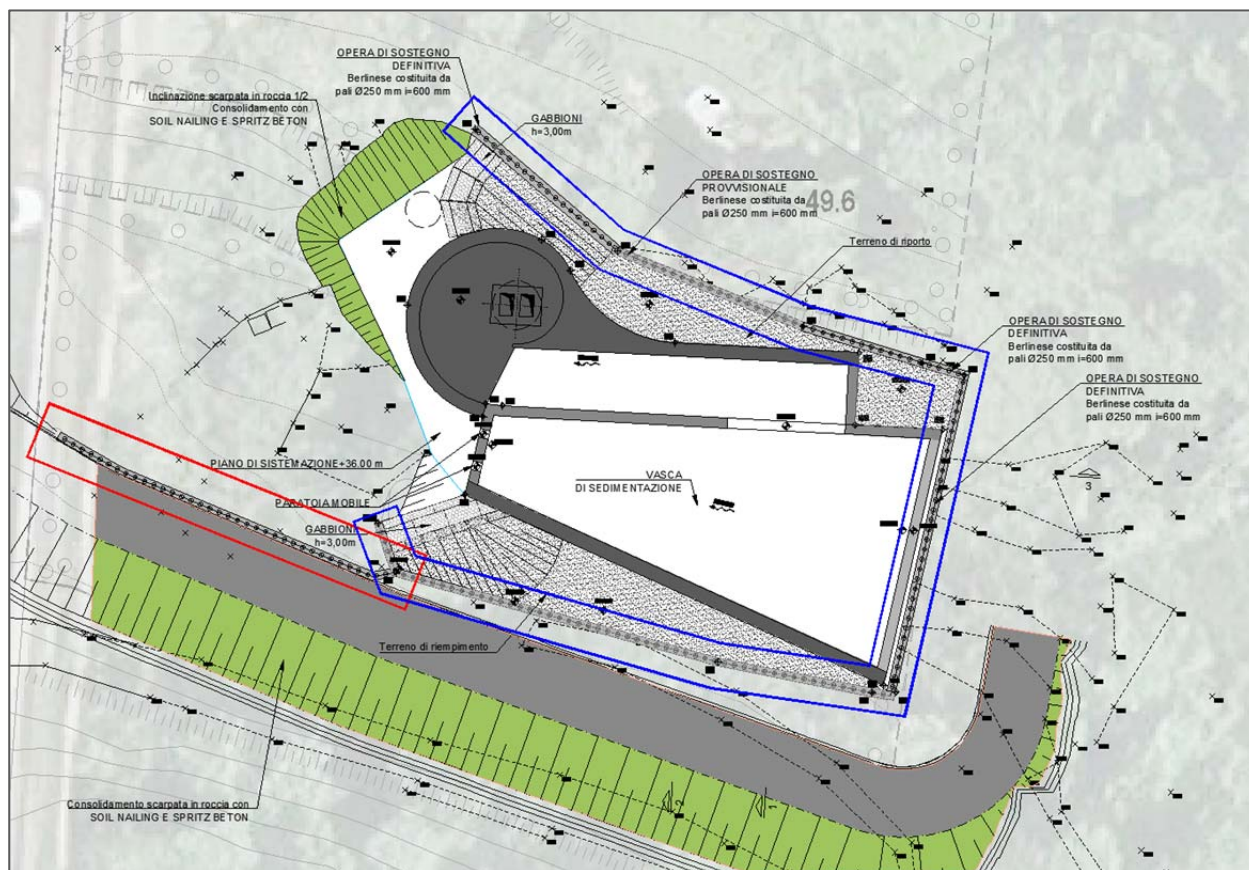 OPERA DI SOSTEGNO
DEFINITIVA
Berlinese costituita da
pali Ø250 mm i=600 mm
Inclinazione scarpata in roccia 1/2
Consolidamento con
SOIL NAILING E SPRITZ BETON
GABBIONI
h=3,00m
OPERA DI SOSTEGNO
PROVVISIONALE
Berlinese costituita da
pali Ø250 mm i=600 mm
49.6
Terreno di riporto
OPERA DI SOSTEGNO
DEFINITIVA
Berlinese costituita da
pali Ø250 mm i=600 mm
OPERA DI SOSTEGNO
DEFINITIVA
Berlinese costituita da
pali Ø250 mm i=600 mm
PIANO DI SISTEMAZIONE+36.00 m
VASCA
DI SEDIMENTAZIONE
3
PARATOIA MOBILE
GABBIONI
h=3,00m
Terreno di riempimento
Consolidamento scarpata in roccia con
SOIL NAILING E SPRITZ BETON
2
1